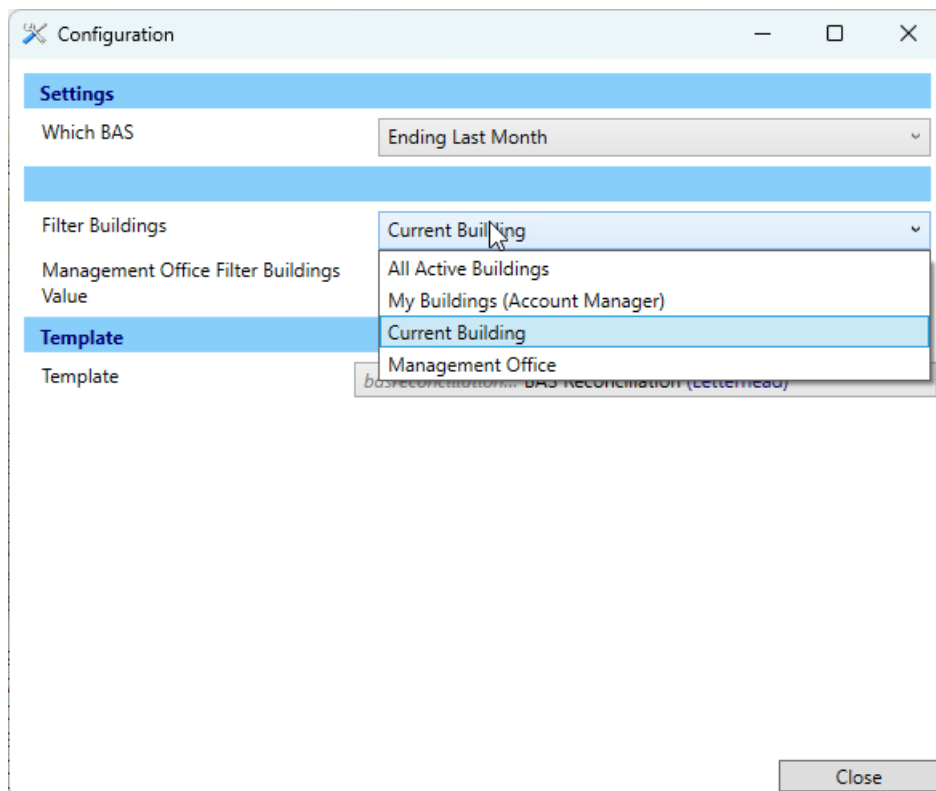 Configuration
Settings
Which BAS
Ending Last Month
Filter Buildings
Current Building
Management Office Filter Buildings
Value
All Active Buildings
My Buildings (Account Manager)
Current Building
Management Office
Template
Template
basreconciliation... BAS Reconciliation (Letterhead)
Close